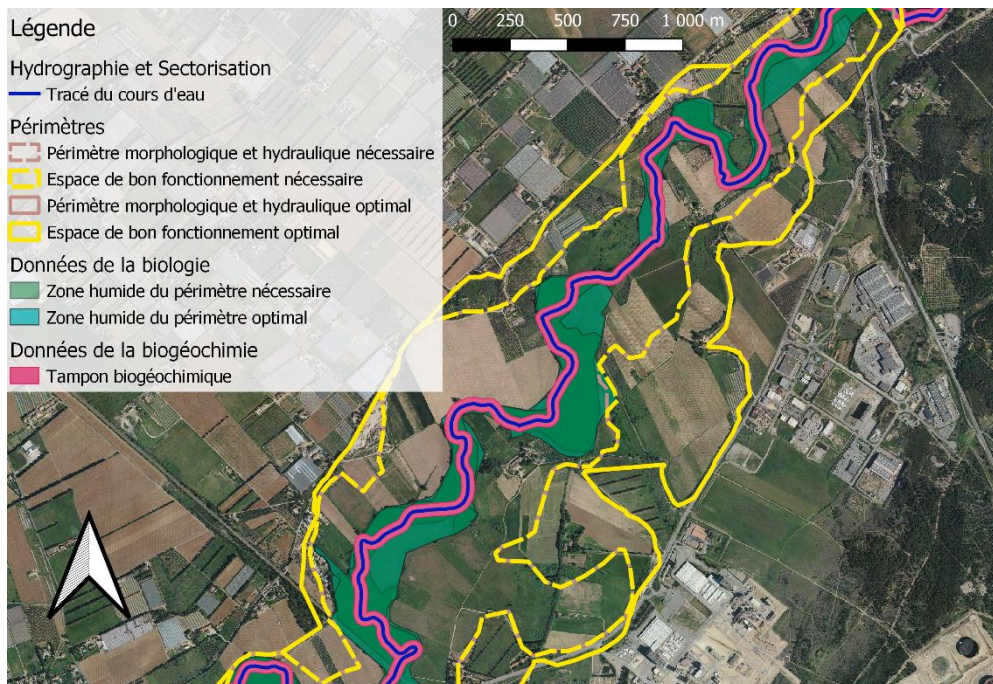 Légende
0 250 500 750 1 000 m
Hydrographie et Sectorisation
Tracé du cours d'eau
Périmètres
Périmètre morphologique et hydraulique nécessaire
Espace de bon fonctionnement nécessaire
Périmètre morphologique et hydraulique optimal
Espace de bon fonctionnement optimal
Données de la biologie
Zone humide du périmètre nécessaire
Zone humide du périmètre optimal
Données de la biogéochimie
Tampon biogéochimique